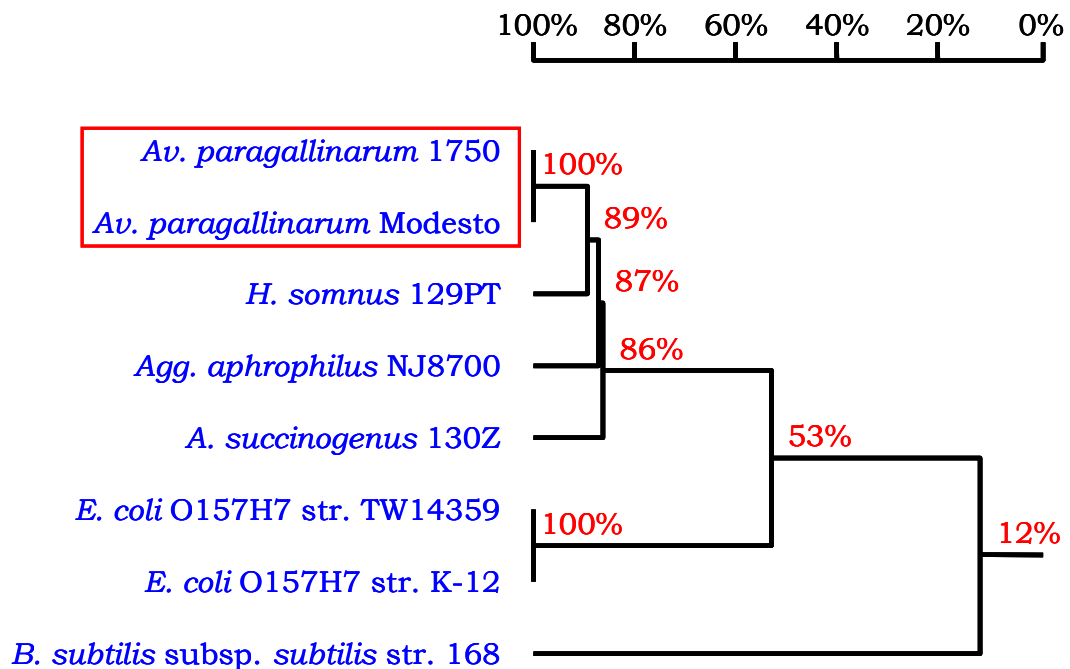 100% 80% 60% 40% 20% 0%
Av. paragallinarum 1750
100%
Av. paragallinarum Modesto
89%
87%
H. somnus 129PT
86%
Agg. aphrophilus NJ8700
A. succinogenus 130Z
53%
E. coli O157H7 str. TW14359
100%
12%
E. coli O157H7 str. K-12
B. subtilis subsp. subtilis str. 168